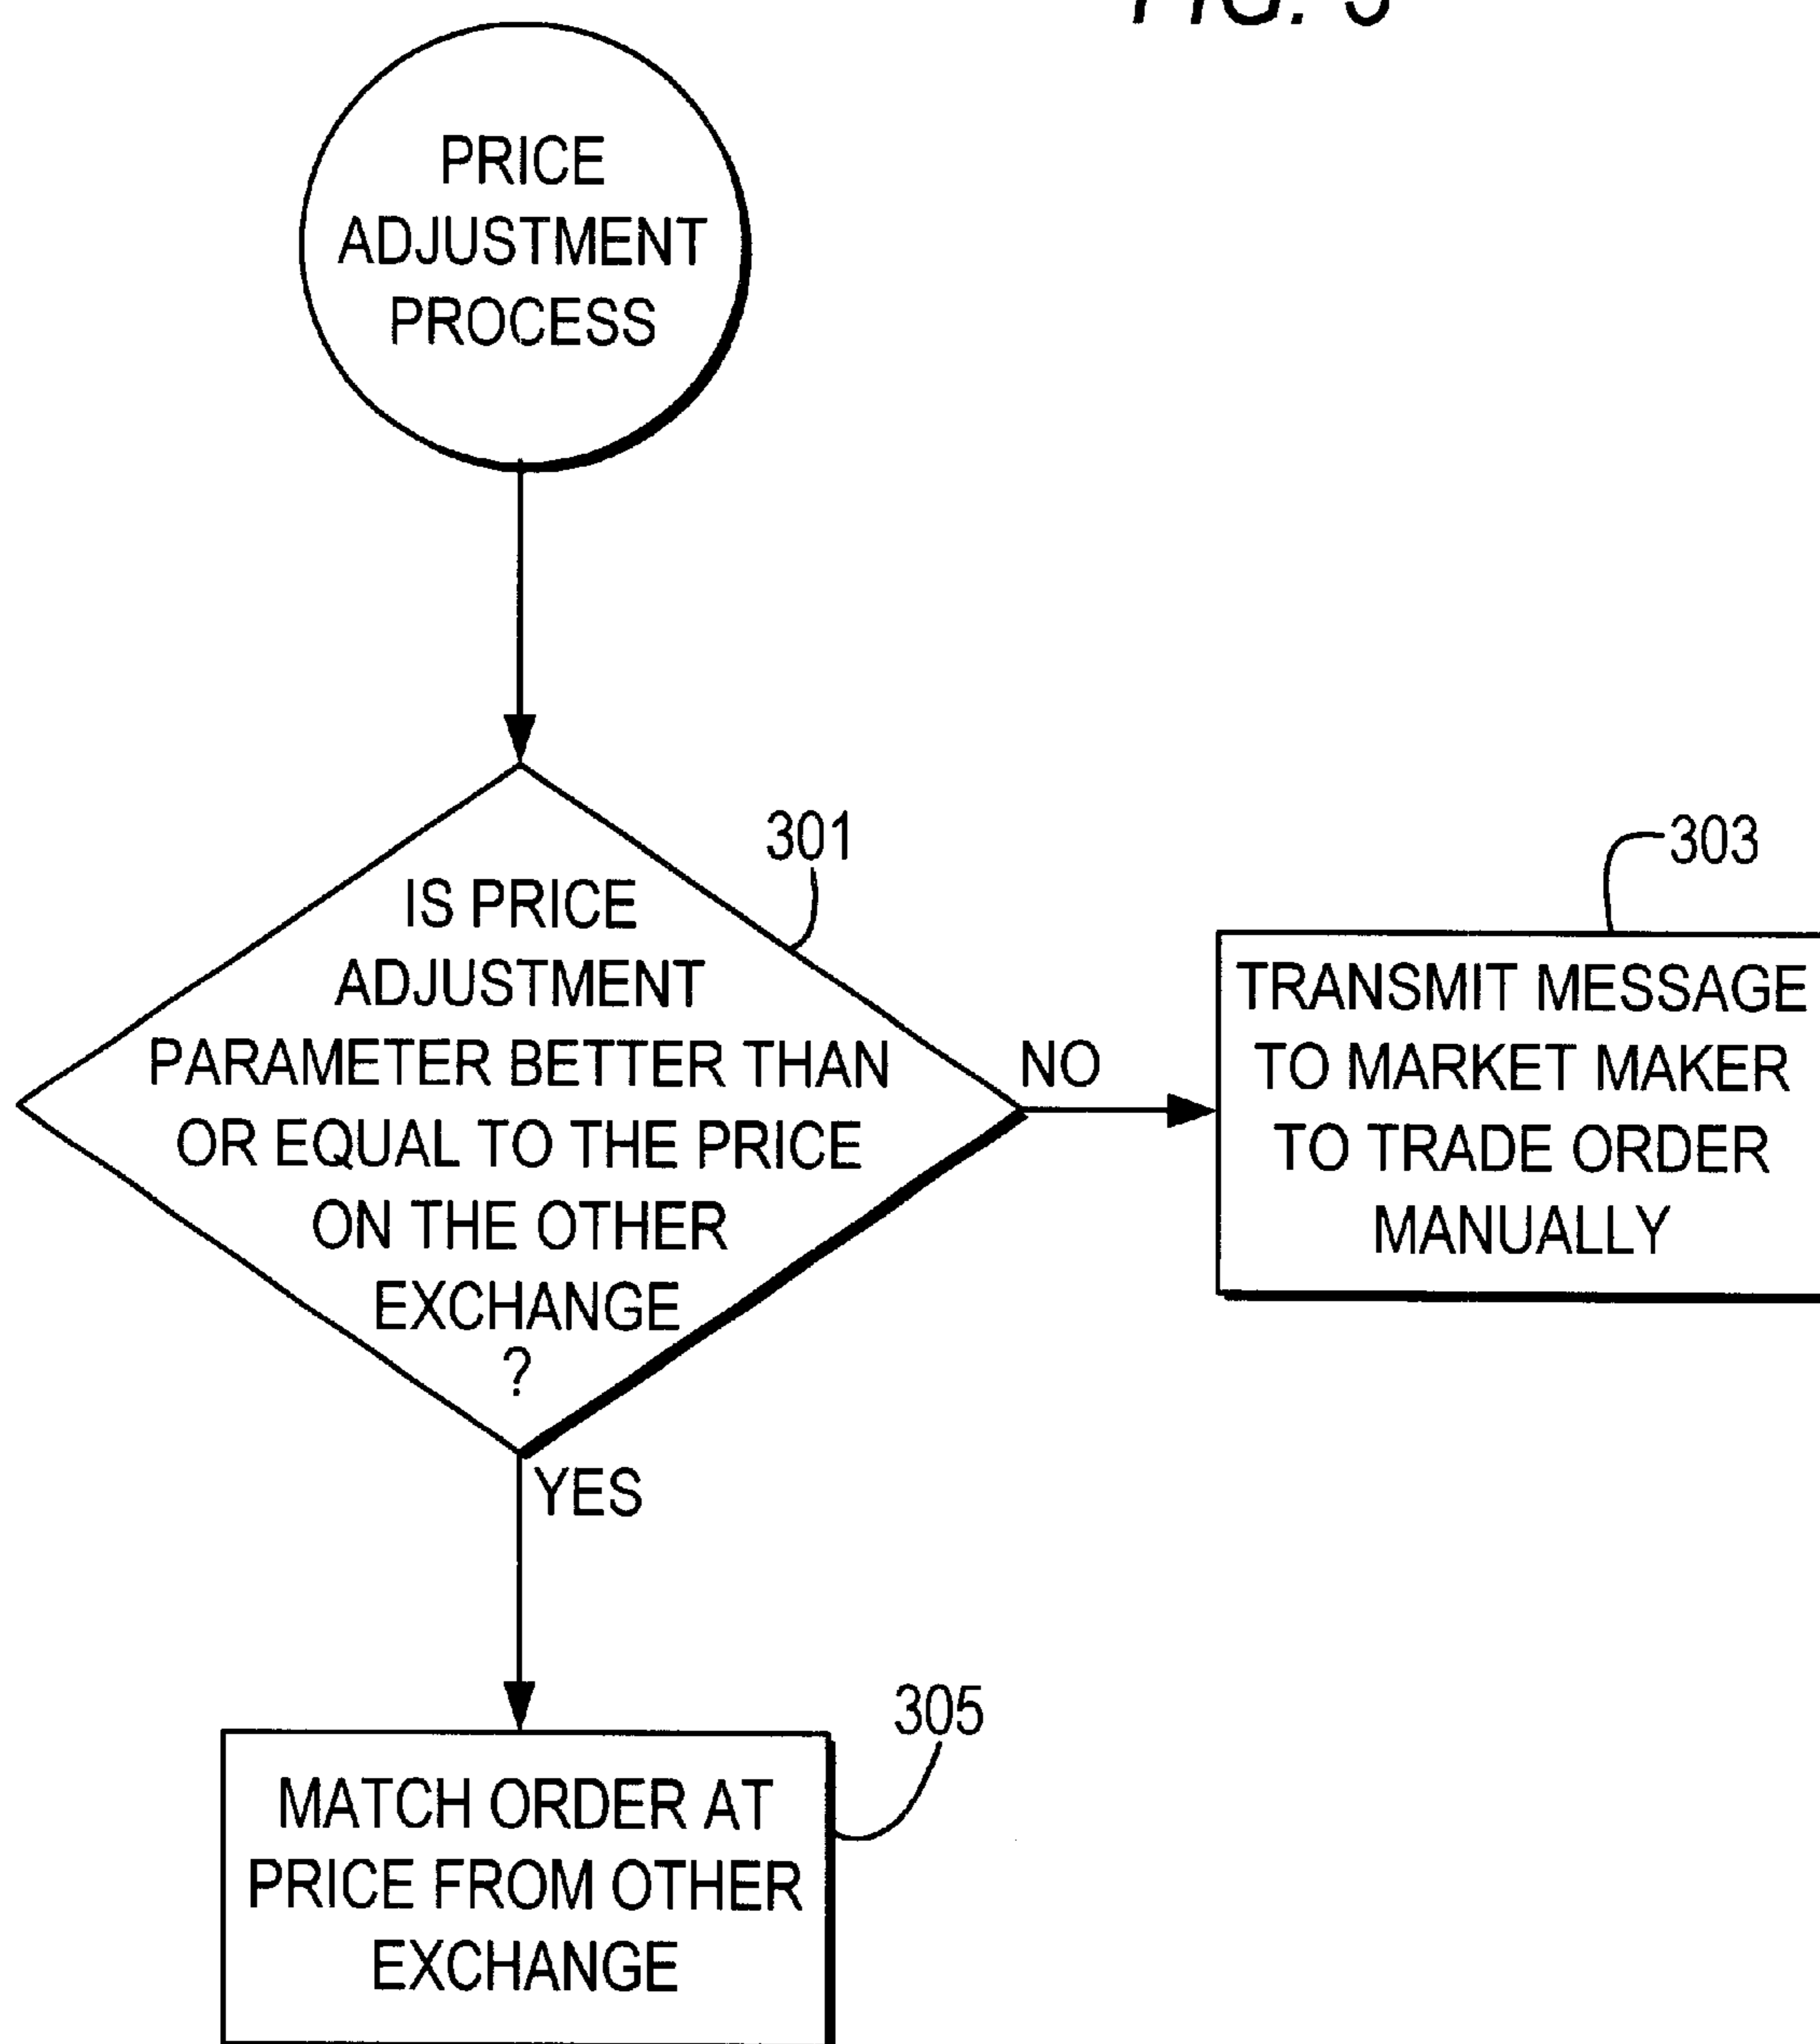 FIG. 3
PRICE
ADJUSTMENT
PROCESS
301
IS PRICE
ADJUSTMENT
PARAMETER BETTER THAN
OR EQUAL TO THE PRICE
ON THE OTHER
EXCHANGE
?
NO
303
TRANSMIT MESSAGE
TO MARKET MAKER
TO TRADE ORDER
MANUALLY
YES
305
MATCH ORDER AT
PRICE FROM OTHER
EXCHANGE